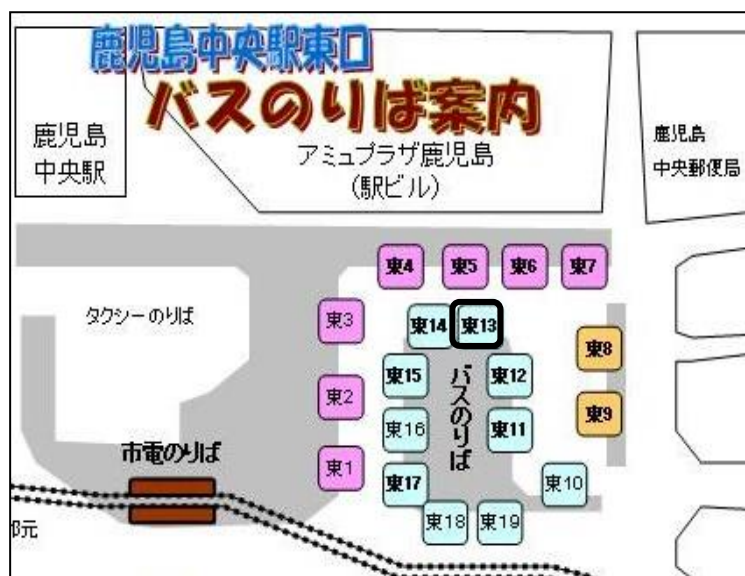 鹿児島中央駅東口
バスのりば案内
鹿児島
中央駅
アミュプラザ鹿児島
(駅ビル)
鹿児島
中央郵便局
東4
東5
東6
東7
タクシーのりば
東3
東14
東13
東8
東15
東12
バスのりば
東2
東16
東11
東9
市電のりば
東1
東17
東10
東18
東19